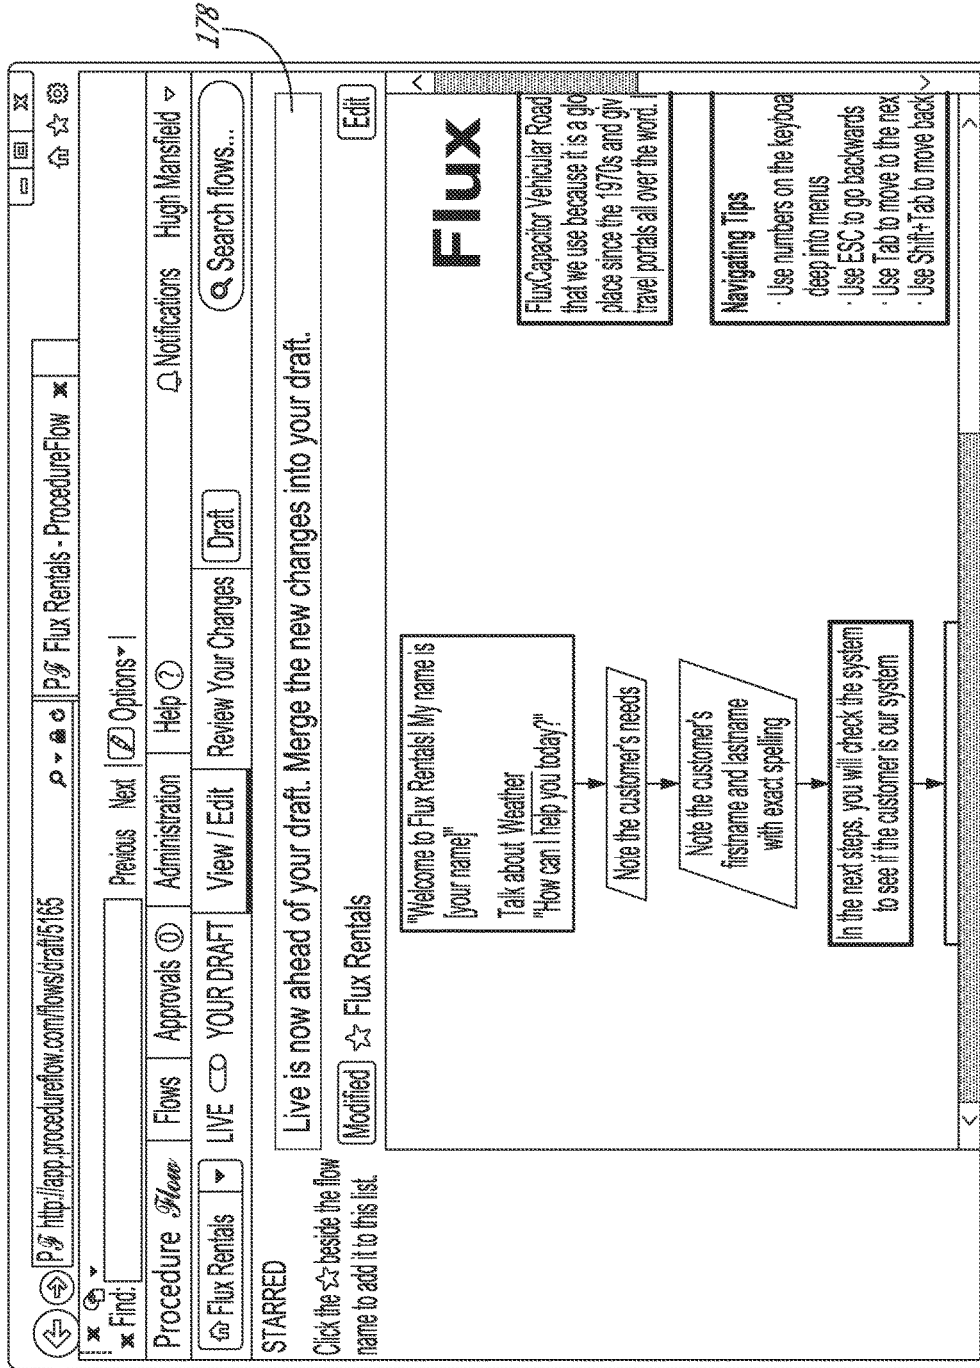 178
http://app.procedureflow.com/flows/draft/5165
Flux Rentals - ProcedureFlow
Find:
Previous Next Options
Procedure Flow
Flows
Approvals 0
Administration
Help ?
Notifications
Hugh Mansfield
Flux Rentals
LIVE
YOUR DRAFT
View / Edit
Review Your Changes
Draft
Search flows...
STARRED
Click the ☆ beside the flow
name to add it to this list.
Live is now ahead of your draft. Merge the new changes into your draft.
Modified
Flux Rentals
Edit
"Welcome to Flux Rentals! My name is
[your name]"
Talk about Weather
"How can I help you today?"
Note the customer's needs
Note the customer's
firstname and lastname
with exact spelling
In the next steps, you will check the system
to see if the customer is our system
Flux
FluxCapacitor Vehicular Road
that we use because it is a glo
place since the 1970s and giv
travel portals all over the word.
Navigating Tips
· Use numbers on the keyboa
deep into menus
· Use ESC to go backwards
· Use Tab to move to the nex
· Use Shift+Tab to move back